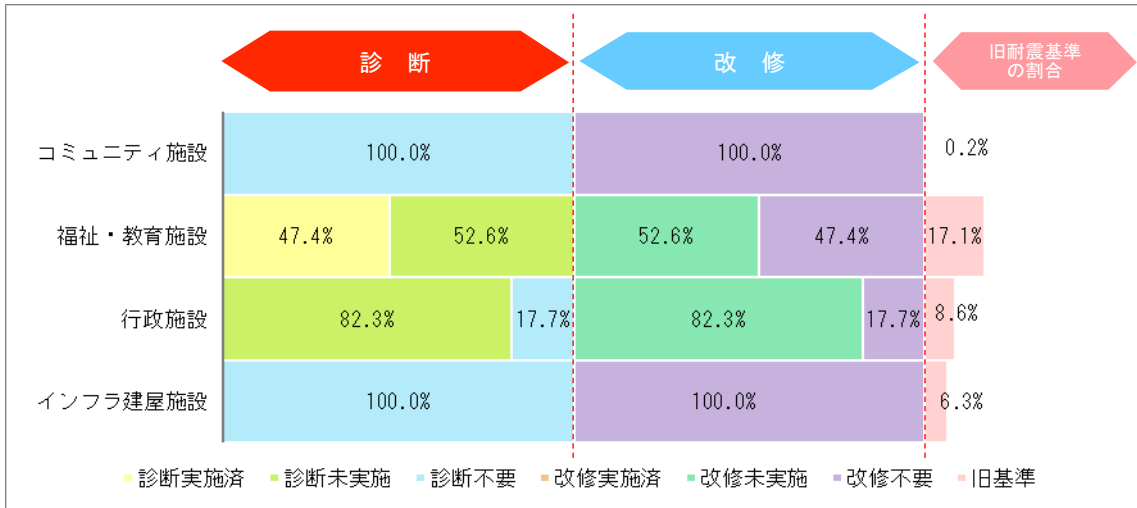 診 断
改 修
旧耐震基準
の割合
コミュニティ施設
100.0%
100.0%
0.2%
福祉・教育施設
47.4%
52.6%
52.6%
47.4%
17.1%
行政施設
82.3%
17.7%
82.3%
17.7%
8.6%
インフラ建屋施設
100.0%
100.0%
6.3%
診断実施済 診断未実施 診断不要 改修実施済 改修未実施 改修不要 旧基準